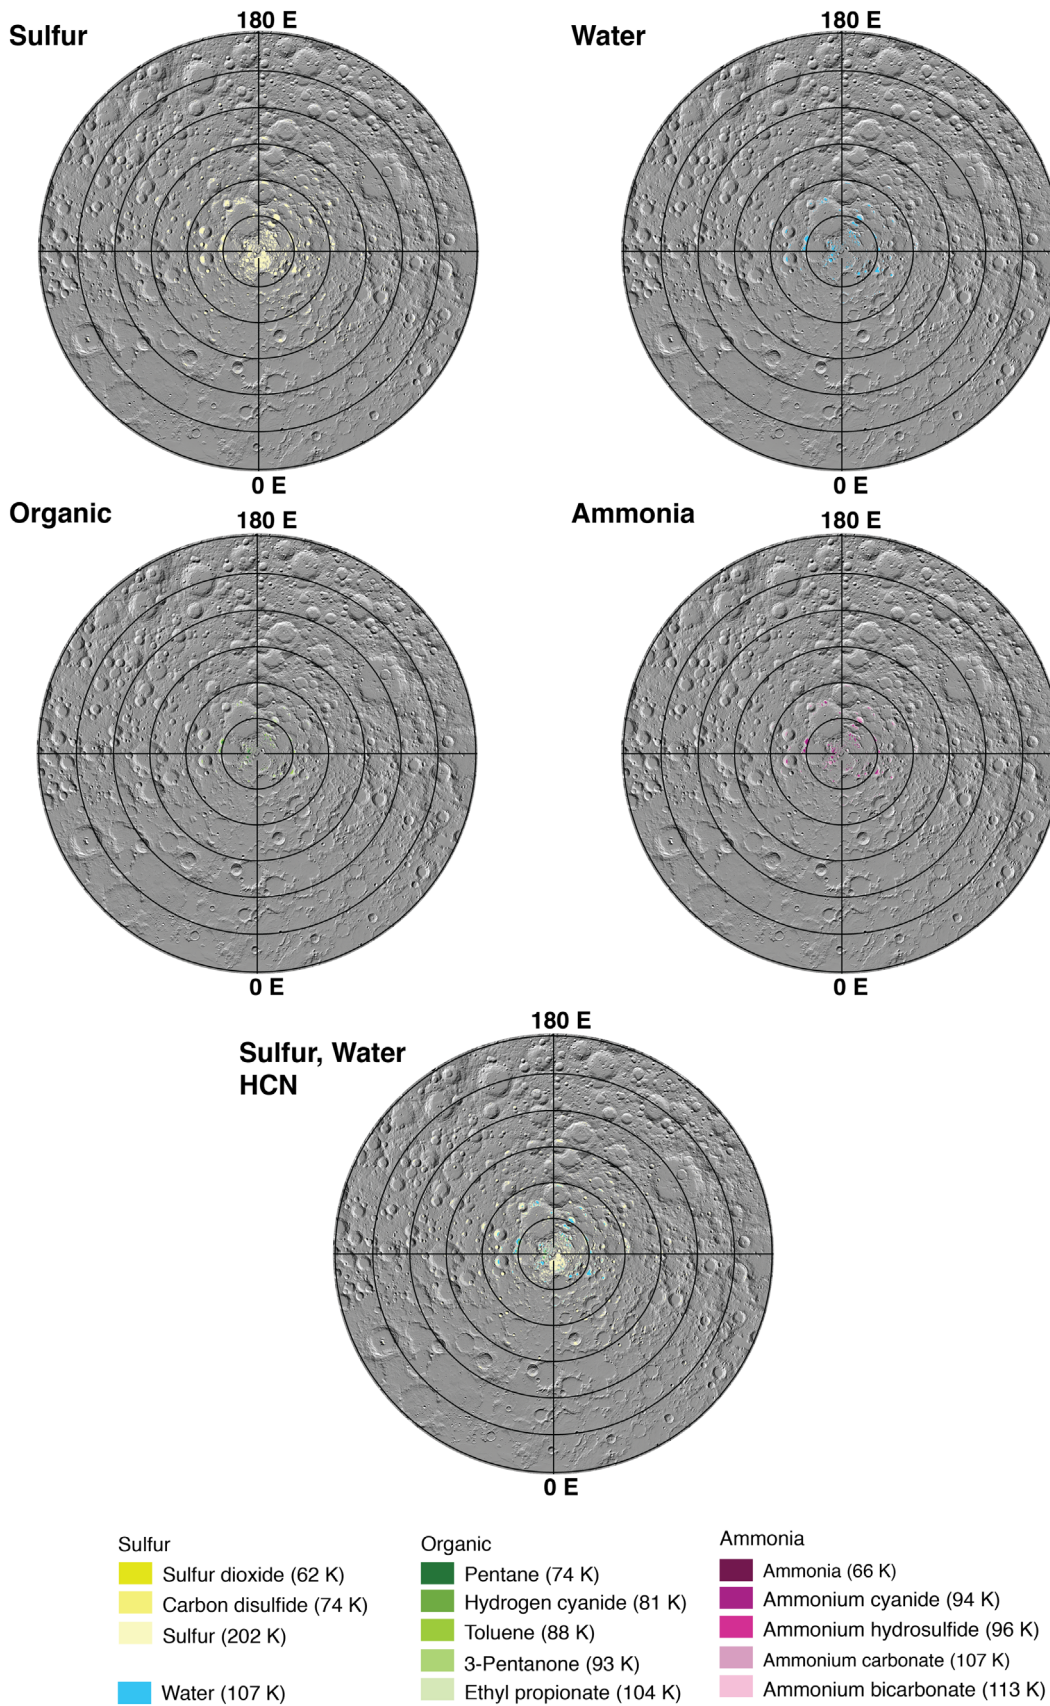 Sulfur
180 E
Water
180 E
0 E
0 E
Organic
180 E
Ammonia
180 E
0 E
0 E
Sulfur, Water
HCN
180 E
0 E
Sulfur
Sulfur dioxide (62 K)
Carbon disulfide (74 K)
Sulfur (202 K)
Water (107 K)
Organic
Pentane (74 K)
Hydrogen cyanide (81 K)
Toluene (88 K)
3-Pentanone (93 K)
Ethyl propionate (104 K)
Ammonia
Ammonia (66 K)
Ammonium cyanide (94 K)
Ammonium hydrosulfide (96 K)
Ammonium carbonate (107 K)
Ammonium bicarbonate (113 K)